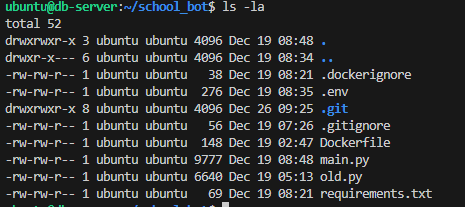 ubuntu@db-server:~/school_bot$ ls -la
total 52
drwxrwxr-x 3 ubuntu ubuntu 4096 Dec 19 08:48 .
drwxr-x--- 6 ubuntu ubuntu 4096 Dec 19 08:34 ..
-rw-rw-r-- 1 ubuntu ubuntu   38 Dec 19 08:21 .dockerignore
-rw-rw-r-- 1 ubuntu ubuntu  276 Dec 19 08:35 .env
drwxrwxr-x 8 ubuntu ubuntu 4096 Dec 26 09:25 .git
-rw-rw-r-- 1 ubuntu ubuntu   56 Dec 19 07:26 .gitignore
-rw-rw-r-- 1 ubuntu ubuntu  148 Dec 19 02:47 Dockerfile
-rw-rw-r-- 1 ubuntu ubuntu 9777 Dec 19 08:48 main.py
-rw-rw-r-- 1 ubuntu ubuntu 6640 Dec 19 05:13 old.py
-rw-rw-r-- 1 ubuntu ubuntu   69 Dec 19 08:21 requirements.txt
ubuntu@db-server:~/school_bot$